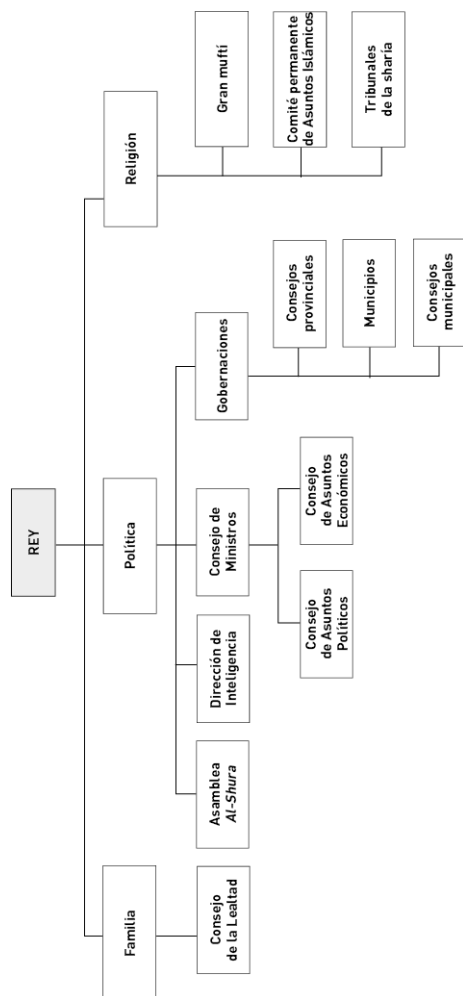 REY
Familia
Política
Religión
Consejo
de la Lealtad
Asamblea
Al-Shura
Dirección de
Inteligencia
Consejo de
Ministros
Gobernaciones
Gran muftí
Consejo
de Asuntos
Políticos
Consejo
de Asuntos
Económicos
Consejos
provinciales
Comité permanente
de Asuntos Islámicos
Municipios
Tribunales
de la sharía
Consejos
municipales